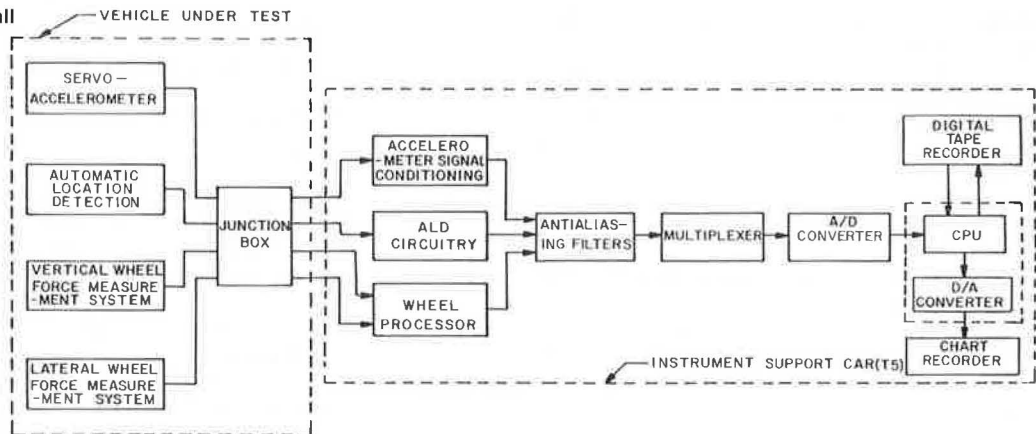 all
VEHICLE UNDER TEST
SERVO-
ACCELEROMETER
AUTOMATIC
LOCATION
DETECTION
VERTICAL WHEEL
FORCE MEASURE
-MENT SYSTEM
LATERAL WHEEL
FORCE MEASURE
-MENT SYSTEM
JUNCTION
BOX
ACCELERO
-METER SIGNAL
CONDITIONING
ALD
CIRCUITRY
WHEEL
PROCESSOR
ANTIALIAS-
ING FILTERS
MULTIPLEXER
A/D
CONVERTER
DIGITAL
TAPE
RECORDER
CPU
D/A
CONVERTER
CHART
RECORDER
INSTRUMENT SUPPORT CAR(T5)